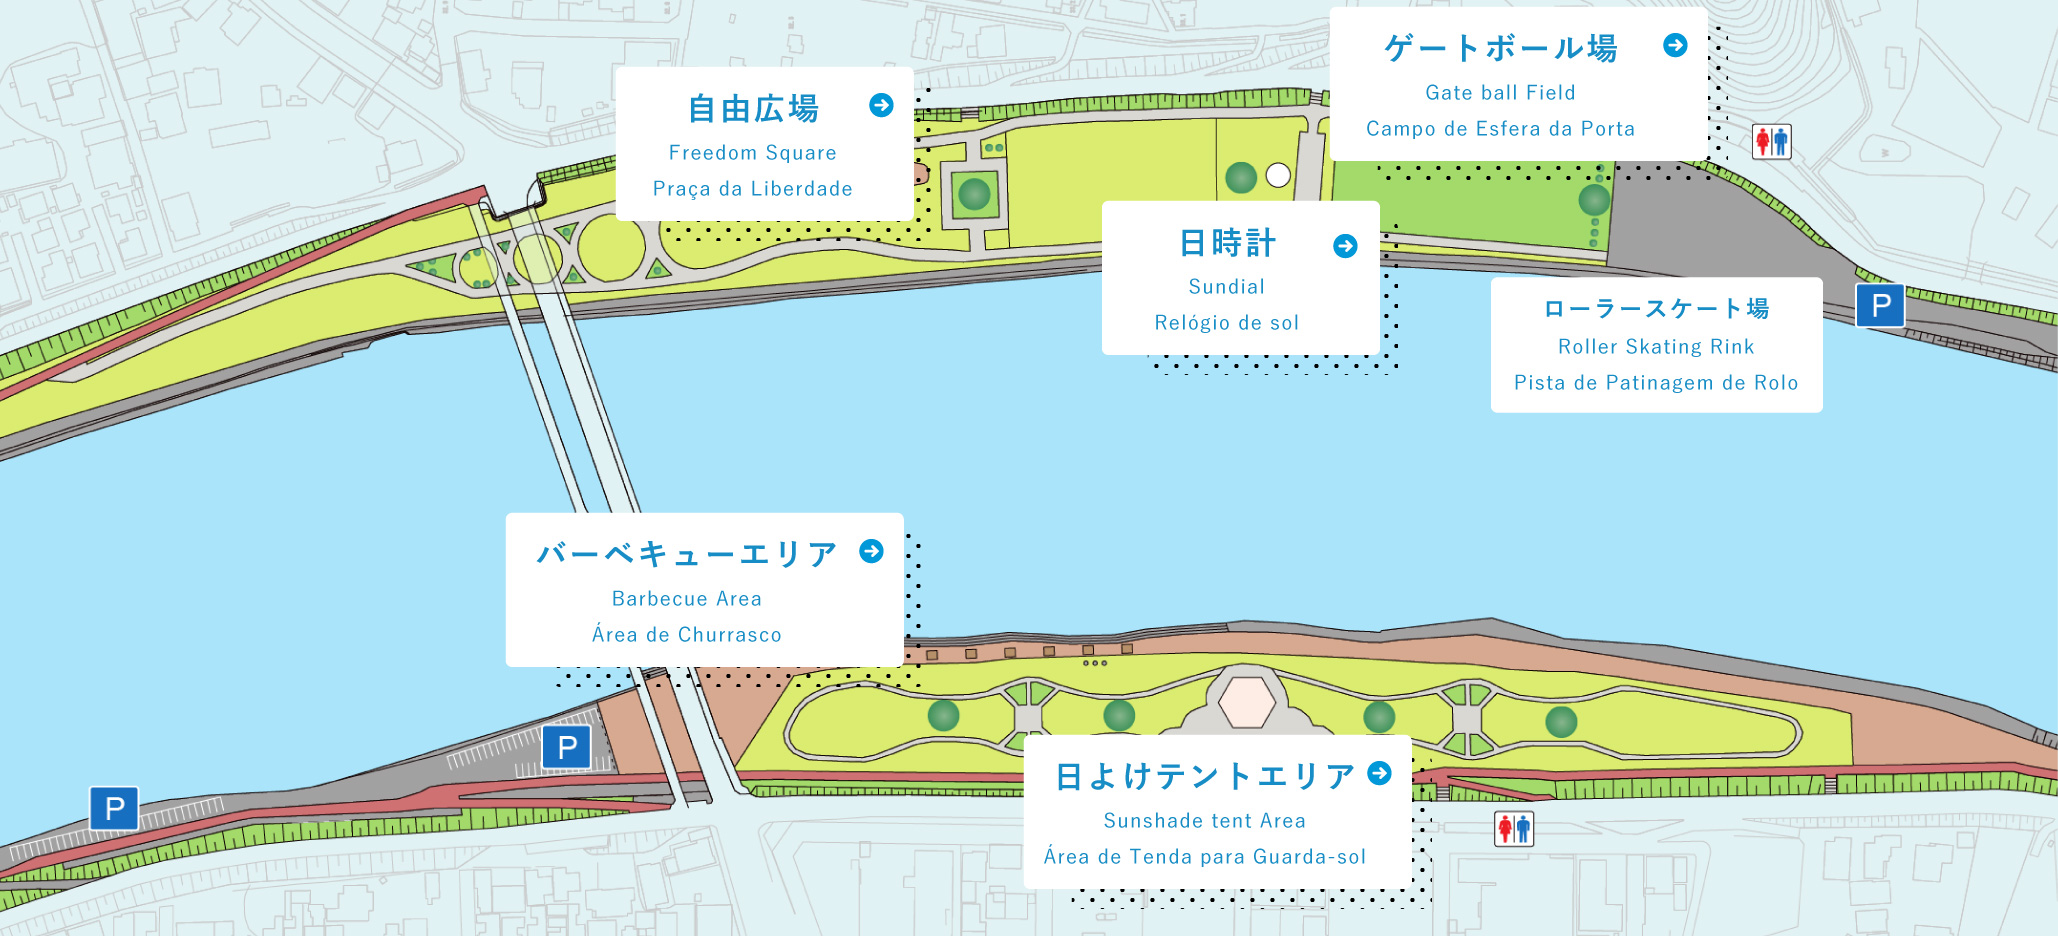 ゲートボール場
Gate ball Field
Campo de Esfera da Porta
自由広場
Freedom Square
Praça da Liberdade
日時計
Sundial
Relógio de sol
ローラースケート場
Roller Skating Rink
Pista de Patinagem de Rolo
P
バーベキューエリア
Barbecue Area
Área de Churrasco
P
P
日よけテントエリア
Sunshade tent Area
Área de Tenda para Guarda-sol